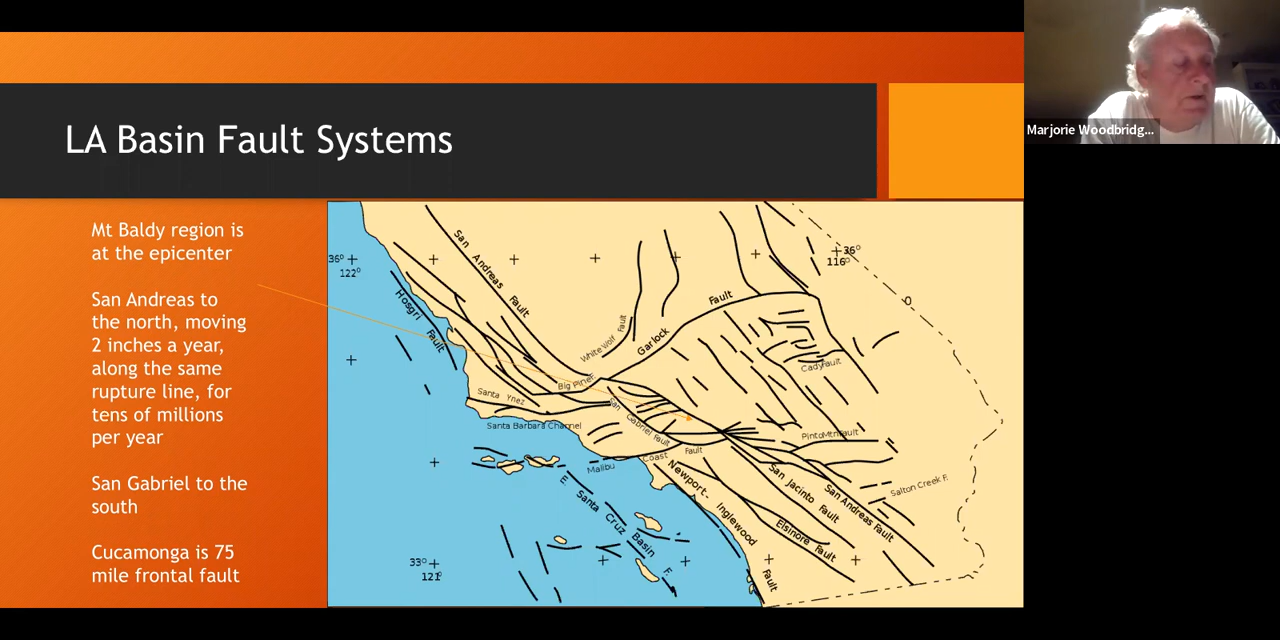 LA Basin Fault Systems
Marjorie Woodbridg...
Mt Baldy region is
at the epicenter
San Andreas to
the north, moving
2 inches a year,
along the same
rupture line, for
tens of millions
per year
San Gabriel to the
south
Cucamonga is 75
mile frontal fault
36° 122°
36° 116°
San Andreas Fault
Hosgri Fault
White Wolf Fault
Garlock Fault
Big Pine F.
Cady Fault
Santa Ynez
San Gabriel Fault
Santa Barbara Channel
PintoMtnFault
Malibu Coast Fault
Newport-Inglewood Fault
San Jacinto Fault
San Andreas Fault
Salton Creek F.
E. Santa Cruz Basin F.
Elsinore Fault
33° 121°